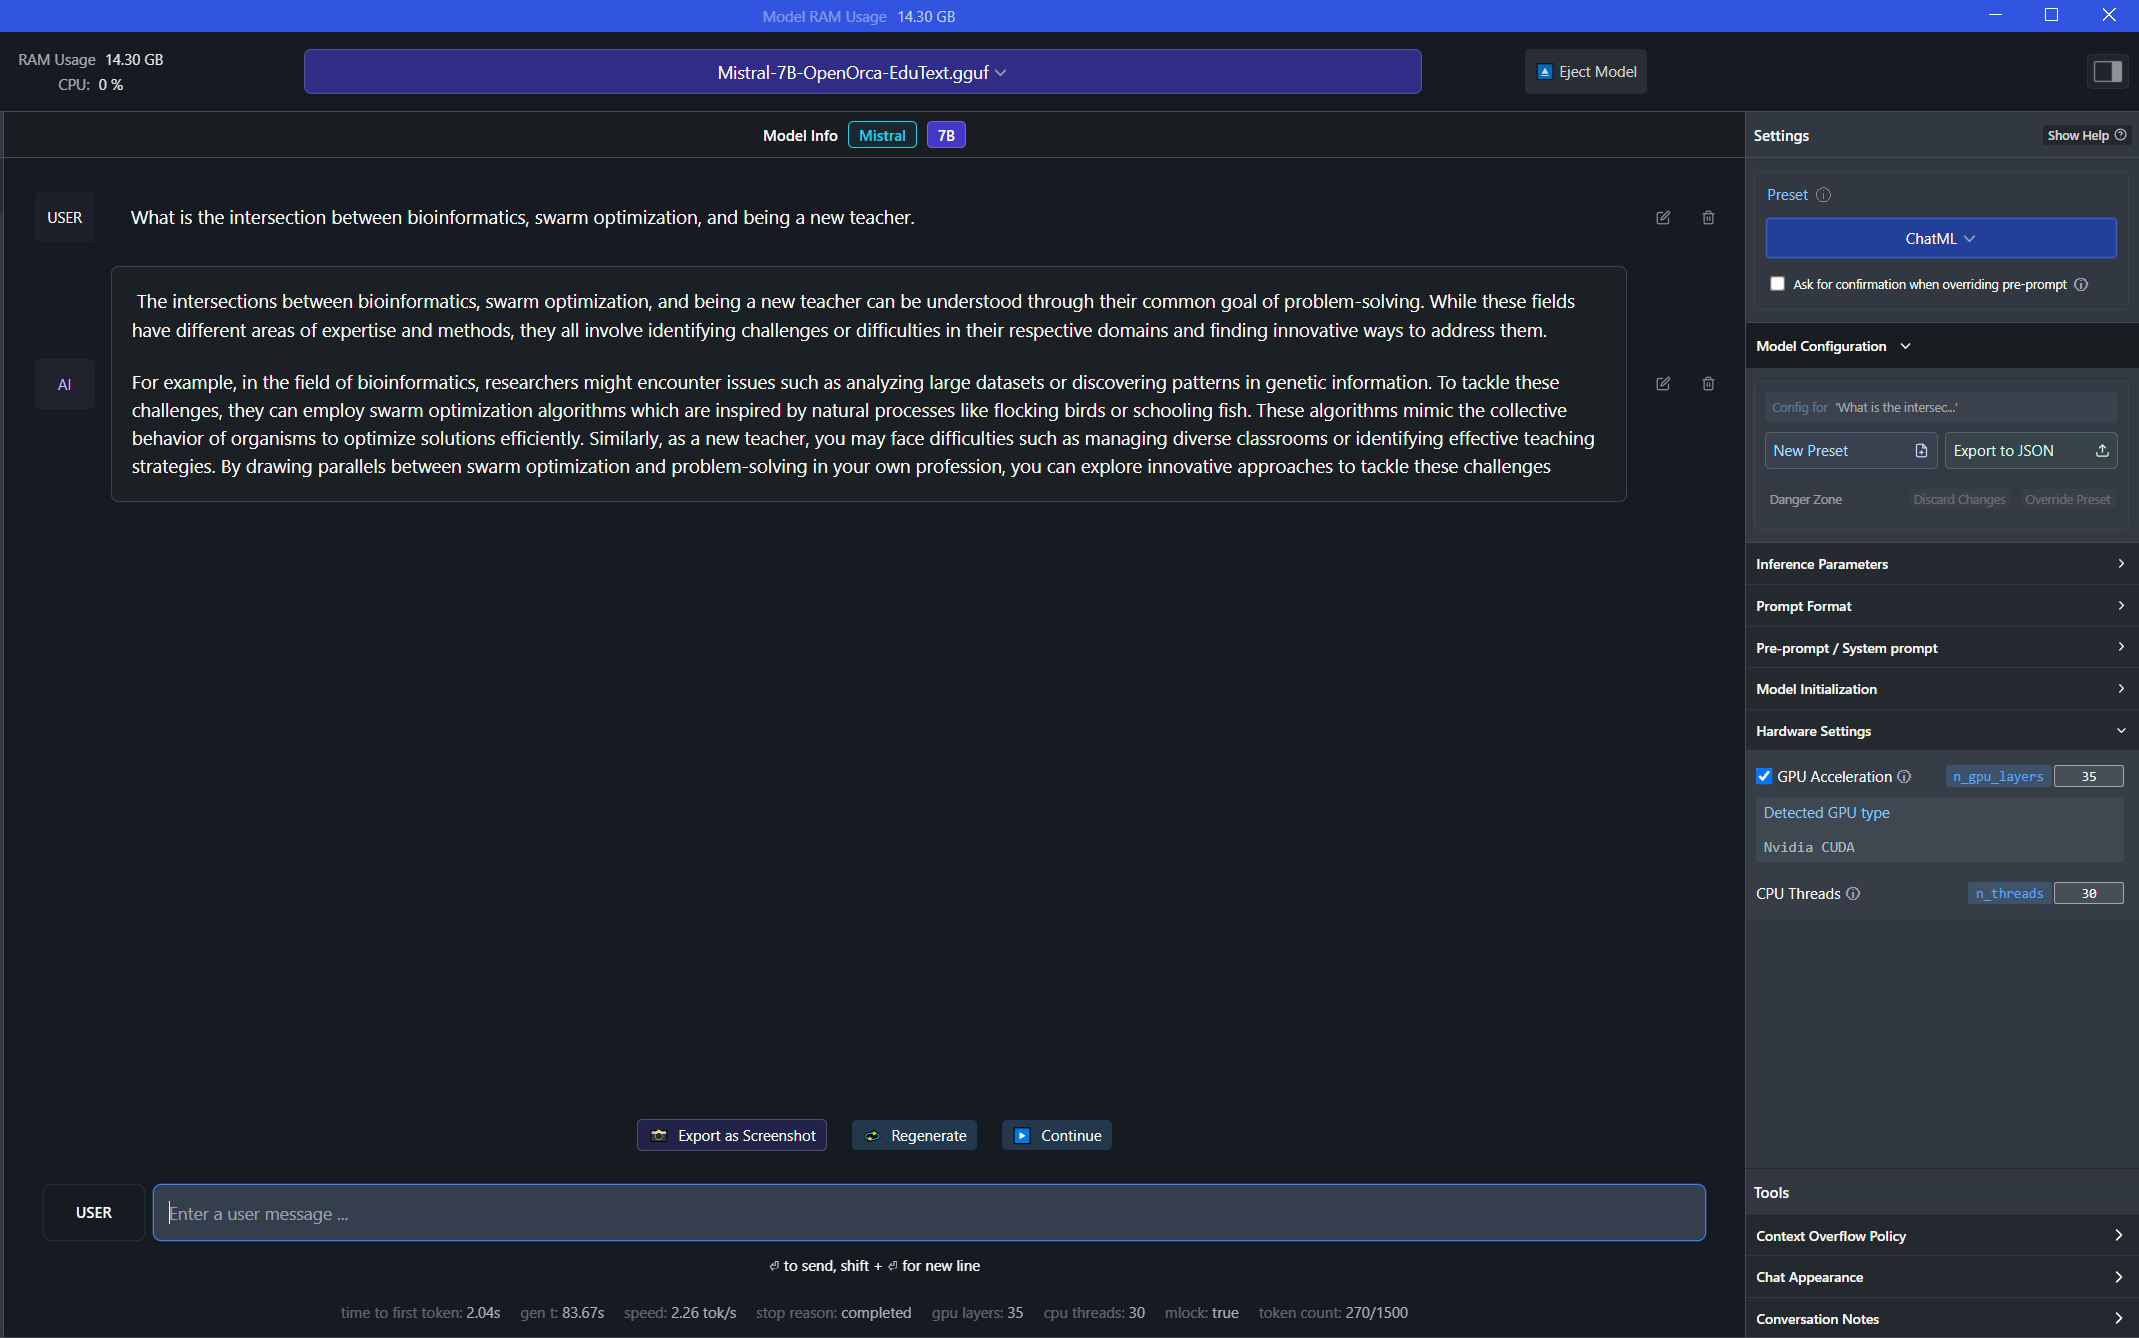 Model RAM Usage 14.30 GB
RAM Usage 14.30 GB
CPU: 0 %
Mistral-7B-OpenOrca-EduText.gguf
Eject Model
Model Info Mistral 7B
USER
What is the intersection between bioinformatics, swarm optimization, and being a new teacher.
AI
The intersections between bioinformatics, swarm optimization, and being a new teacher can be understood through their common goal of problem-solving. While these fields
have different areas of expertise and methods, they all involve identifying challenges or difficulties in their respective domains and finding innovative ways to address them.
For example, in the field of bioinformatics, researchers might encounter issues such as analyzing large datasets or discovering patterns in genetic information. To tackle these
challenges, they can employ swarm optimization algorithms which are inspired by natural processes like flocking birds or schooling fish. These algorithms mimic the collective
behavior of organisms to optimize solutions efficiently. Similarly, as a new teacher, you may face difficulties such as managing diverse classrooms or identifying effective teaching
strategies. By drawing parallels between swarm optimization and problem-solving in your own profession, you can explore innovative approaches to tackle these challenges
Export as Screenshot
Regenerate
Continue
USER
Enter a user message ...
⏎ to send, shift + ⏎ for new line
time to first token: 2.04s gen t: 83.67s speed: 2.26 tok/s stop reason: completed gpu layers: 35 cpu threads: 30 mlock: true token count: 270/1500
Settings
Show Help
Preset
ChatML
Ask for confirmation when overriding pre-prompt
Model Configuration
Config for 'What is the intersec...'
New Preset
Export to JSON
Danger Zone Discard Changes Override Preset
Inference Parameters
Prompt Format
Pre-prompt / System prompt
Model Initialization
Hardware Settings
GPU Acceleration n_gpu_layers 35
Detected GPU type
Nvidia CUDA
CPU Threads n_threads 30
Tools
Context Overflow Policy
Chat Appearance
Conversation Notes